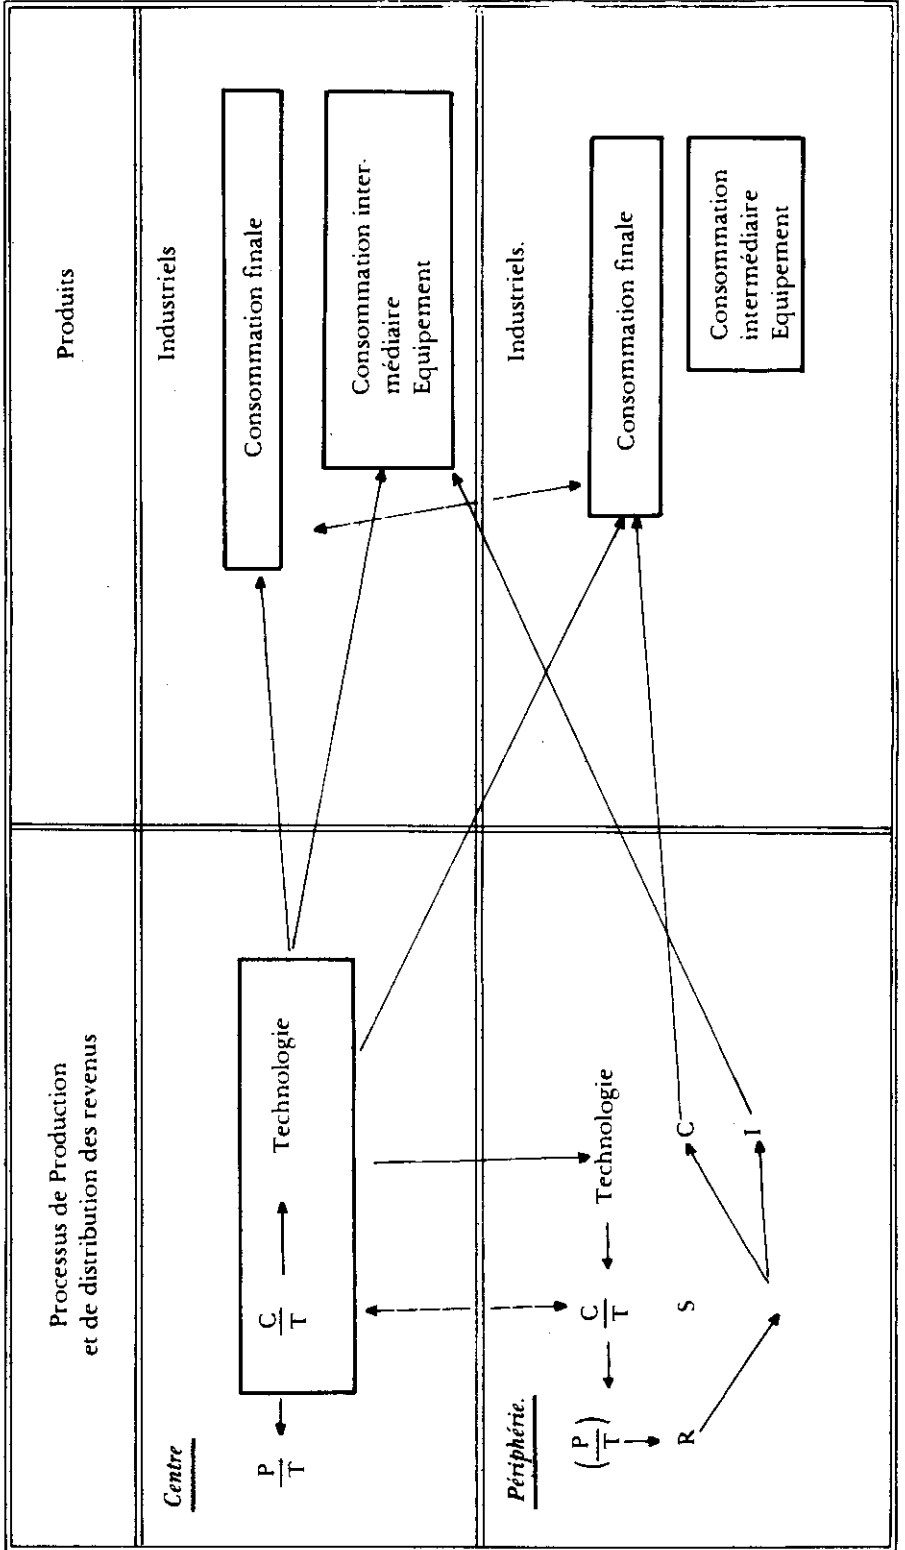 Processus de Production
et de distribution des revenus
Produits
Centre
P
T
C
T
Technologie
Industriels
Consommation finale
Consommation inter-
médiaire
Equipement
Périphérie.
(P
T)
C
T
Technologie
R
S
C
I
Industriels.
Consommation finale
Consommation
intermédiaire
Equipement